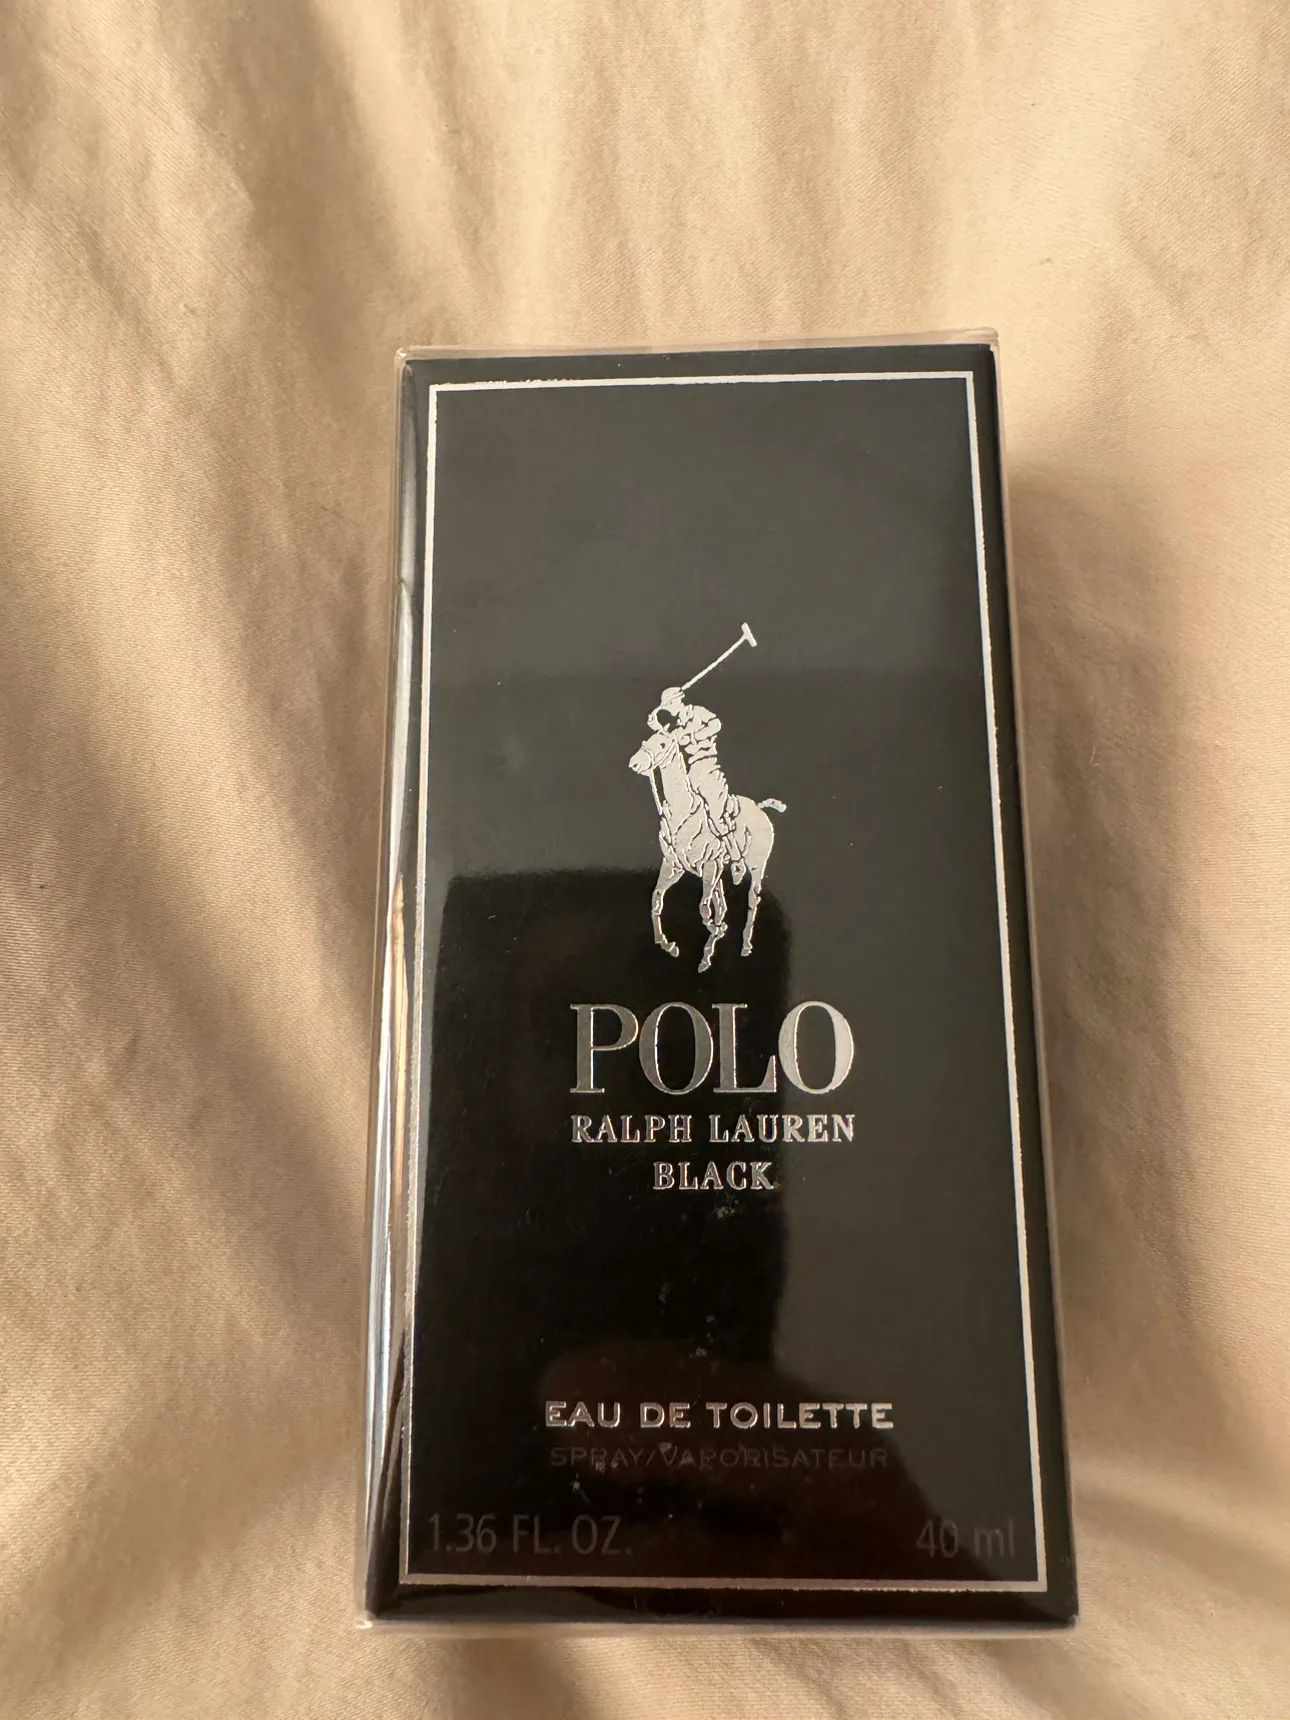 POLO
RALPH LAUREN
BLACK
EAU DE TOILETTE
SPRAY/VAPORISATEUR
1.36 FL. OZ. 40 ml